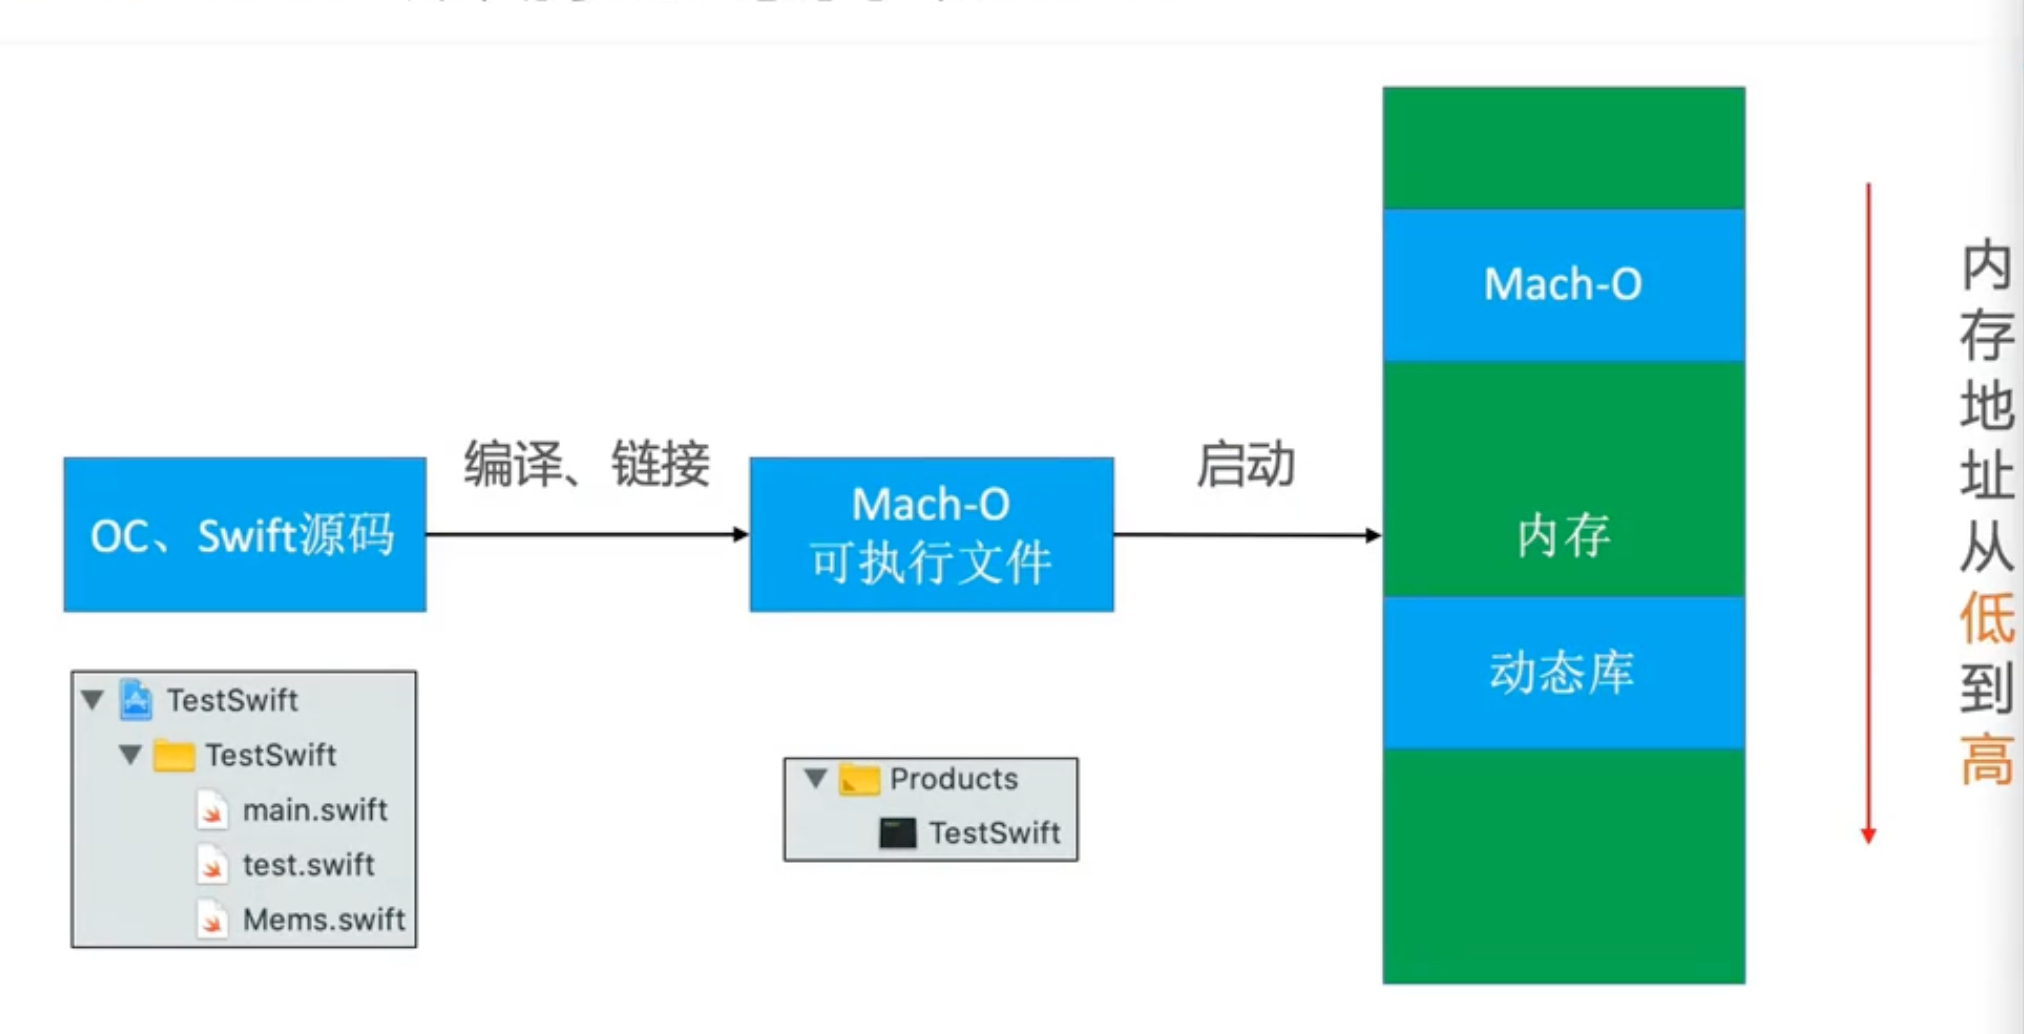 OC、Swift源码
编译、链接
Mach-O
可执行文件
启动
Mach-O
内存
动态库
内存地址从低到高
TestSwift
TestSwift
main.swift
test.swift
Mems.swift
Products
TestSwift